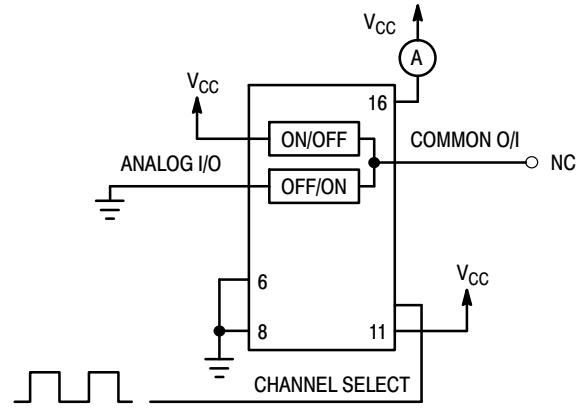 VCC
A
VCC
16
ON/OFF
COMMON O/I
NC
ANALOG I/O
OFF/ON
6
VCC
8
11
CHANNEL SELECT